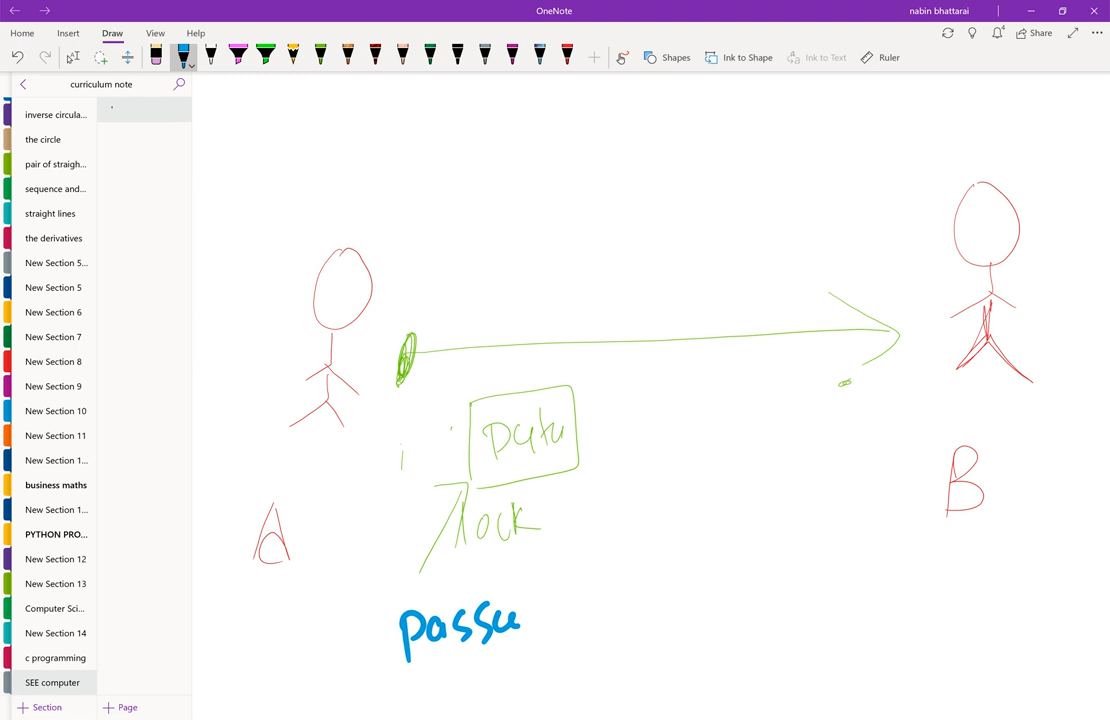 OneNote
nabin bhattarai
Home Insert Draw View Help
Share
Shapes Ink to Shape Ink to Text Ruler
curriculum note
inverse circula...
the circle
pair of straigh...
sequence and...
straight lines
the derivatives
New Section 5...
New Section 5
New Section 6
New Section 7
New Section 8
New Section 9
New Section 10
New Section 11
New Section 1...
business maths
New Section 1...
PYTHON PRO...
New Section 12
New Section 13
Computer Sci...
New Section 14
c programming
SEE computer
Section
Page
Data
lock
A
B
passu